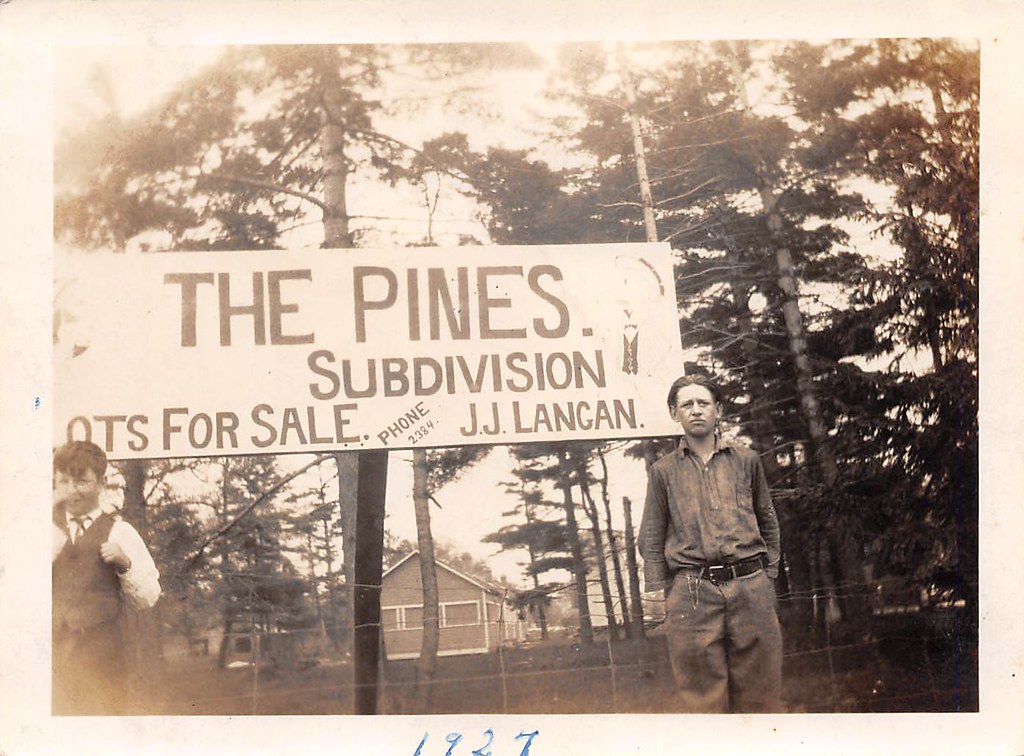 THE PINES.
SUBDIVISION
OTS FOR SALE. PHONE 2384. J.J. LANGAN.
1927